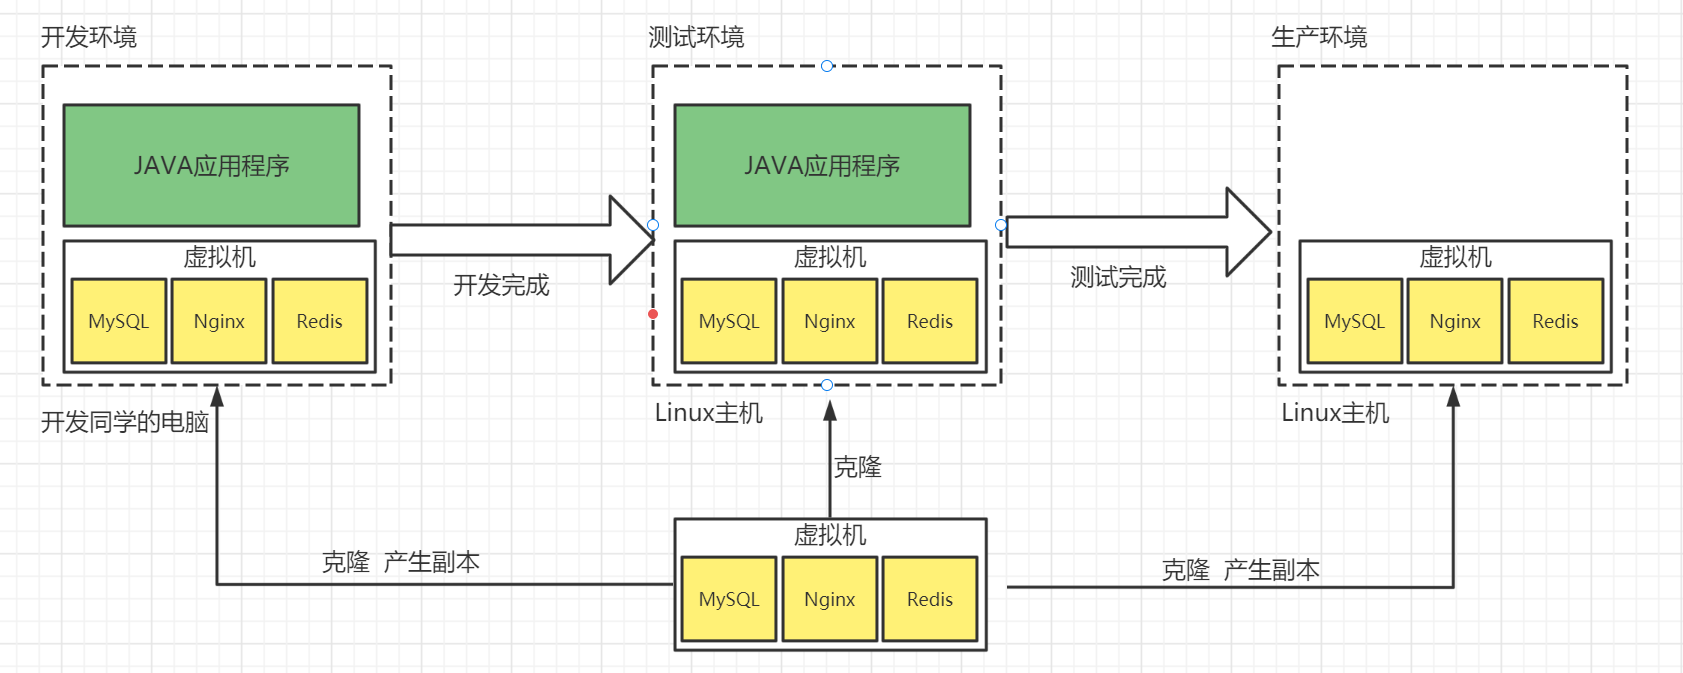 开发环境
测试环境
生产环境
JAVA应用程序
JAVA应用程序
虚拟机
MySQL
Nginx
Redis
虚拟机
MySQL
Nginx
Redis
虚拟机
MySQL
Nginx
Redis
开发完成
测试完成
开发同学的电脑
Linux主机
Linux主机
克隆
克隆 产生副本
克隆 产生副本
虚拟机
MySQL
Nginx
Redis